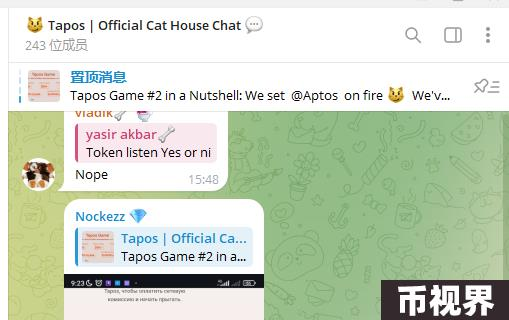 Tapos | Official Cat House Chat
243 位成员
置顶消息
Tapos Game #2 in a Nutshell: We set @Aptos on fire 😼 We'v...
vladik
yasir akbar
Token listen Yes or ni
Nope
15:48
Nockezz
Tapos | Official Ca...
Tapos Game #2 in a...
9:23
Tapos, чтобы оплатить сетевую
комиссию и начать прыгать.
币视界